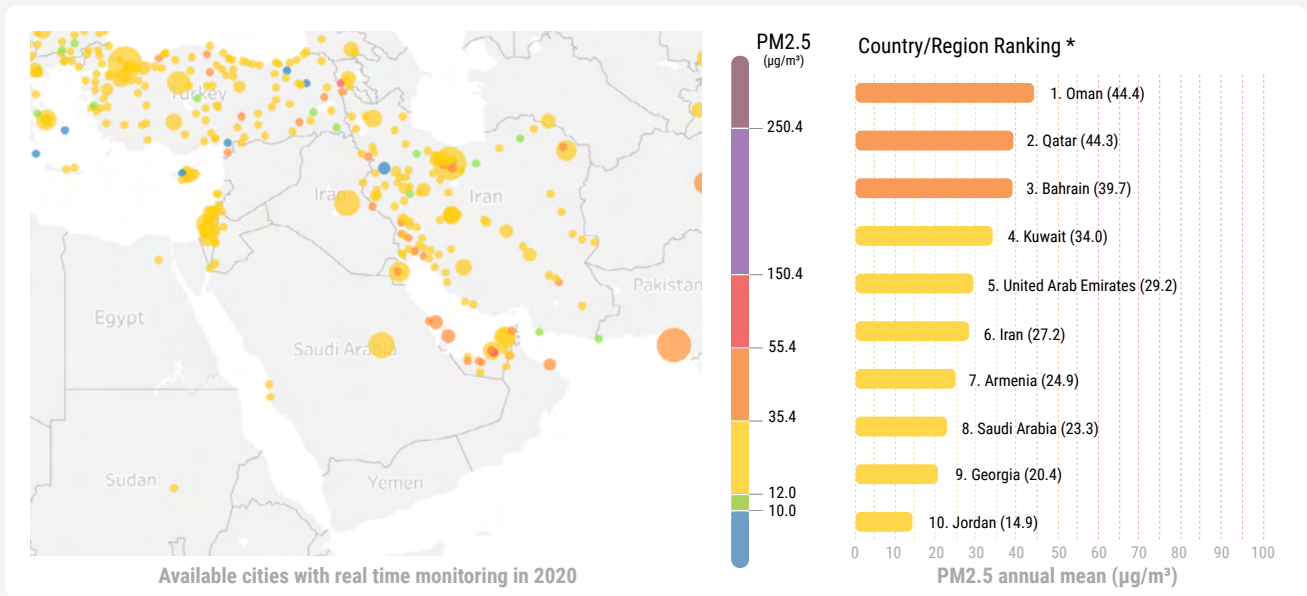 Turkey
Iraq
Iran
Pakistan
Egypt
Saudi Arabia
Sudan
Yemen
Available cities with real time monitoring in 2020
PM2.5
(µg/m³)
250.4
150.4
55.4
35.4
12.0
10.0
Country/Region Ranking *
1. Oman (44.4)
2. Qatar (44.3)
3. Bahrain (39.7)
4. Kuwait (34.0)
5. United Arab Emirates (29.2)
6. Iran (27.2)
7. Armenia (24.9)
8. Saudi Arabia (23.3)
9. Georgia (20.4)
10. Jordan (14.9)
0 10 20 30 40 50 60 70 80 90 100
PM2.5 annual mean (µg/m³)